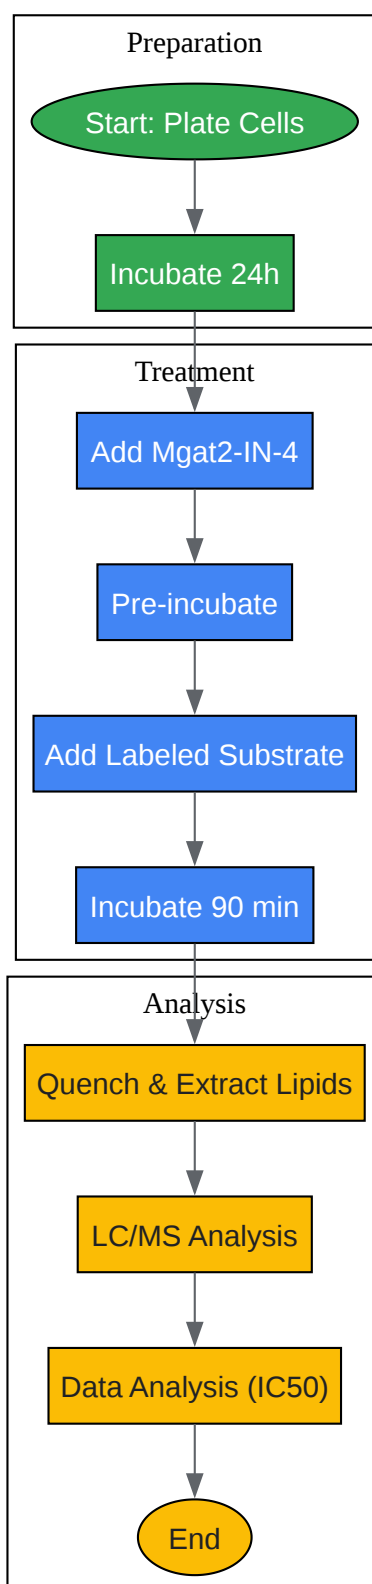 Preparation
Start: Plate Cells
Incubate 24h
Treatment
Add Mgat2-IN-4
Pre-incubate
Add Labeled Substrate
Incubate 90 min
Analysis
Quench & Extract Lipids
LC/MS Analysis
Data Analysis (IC50)
End